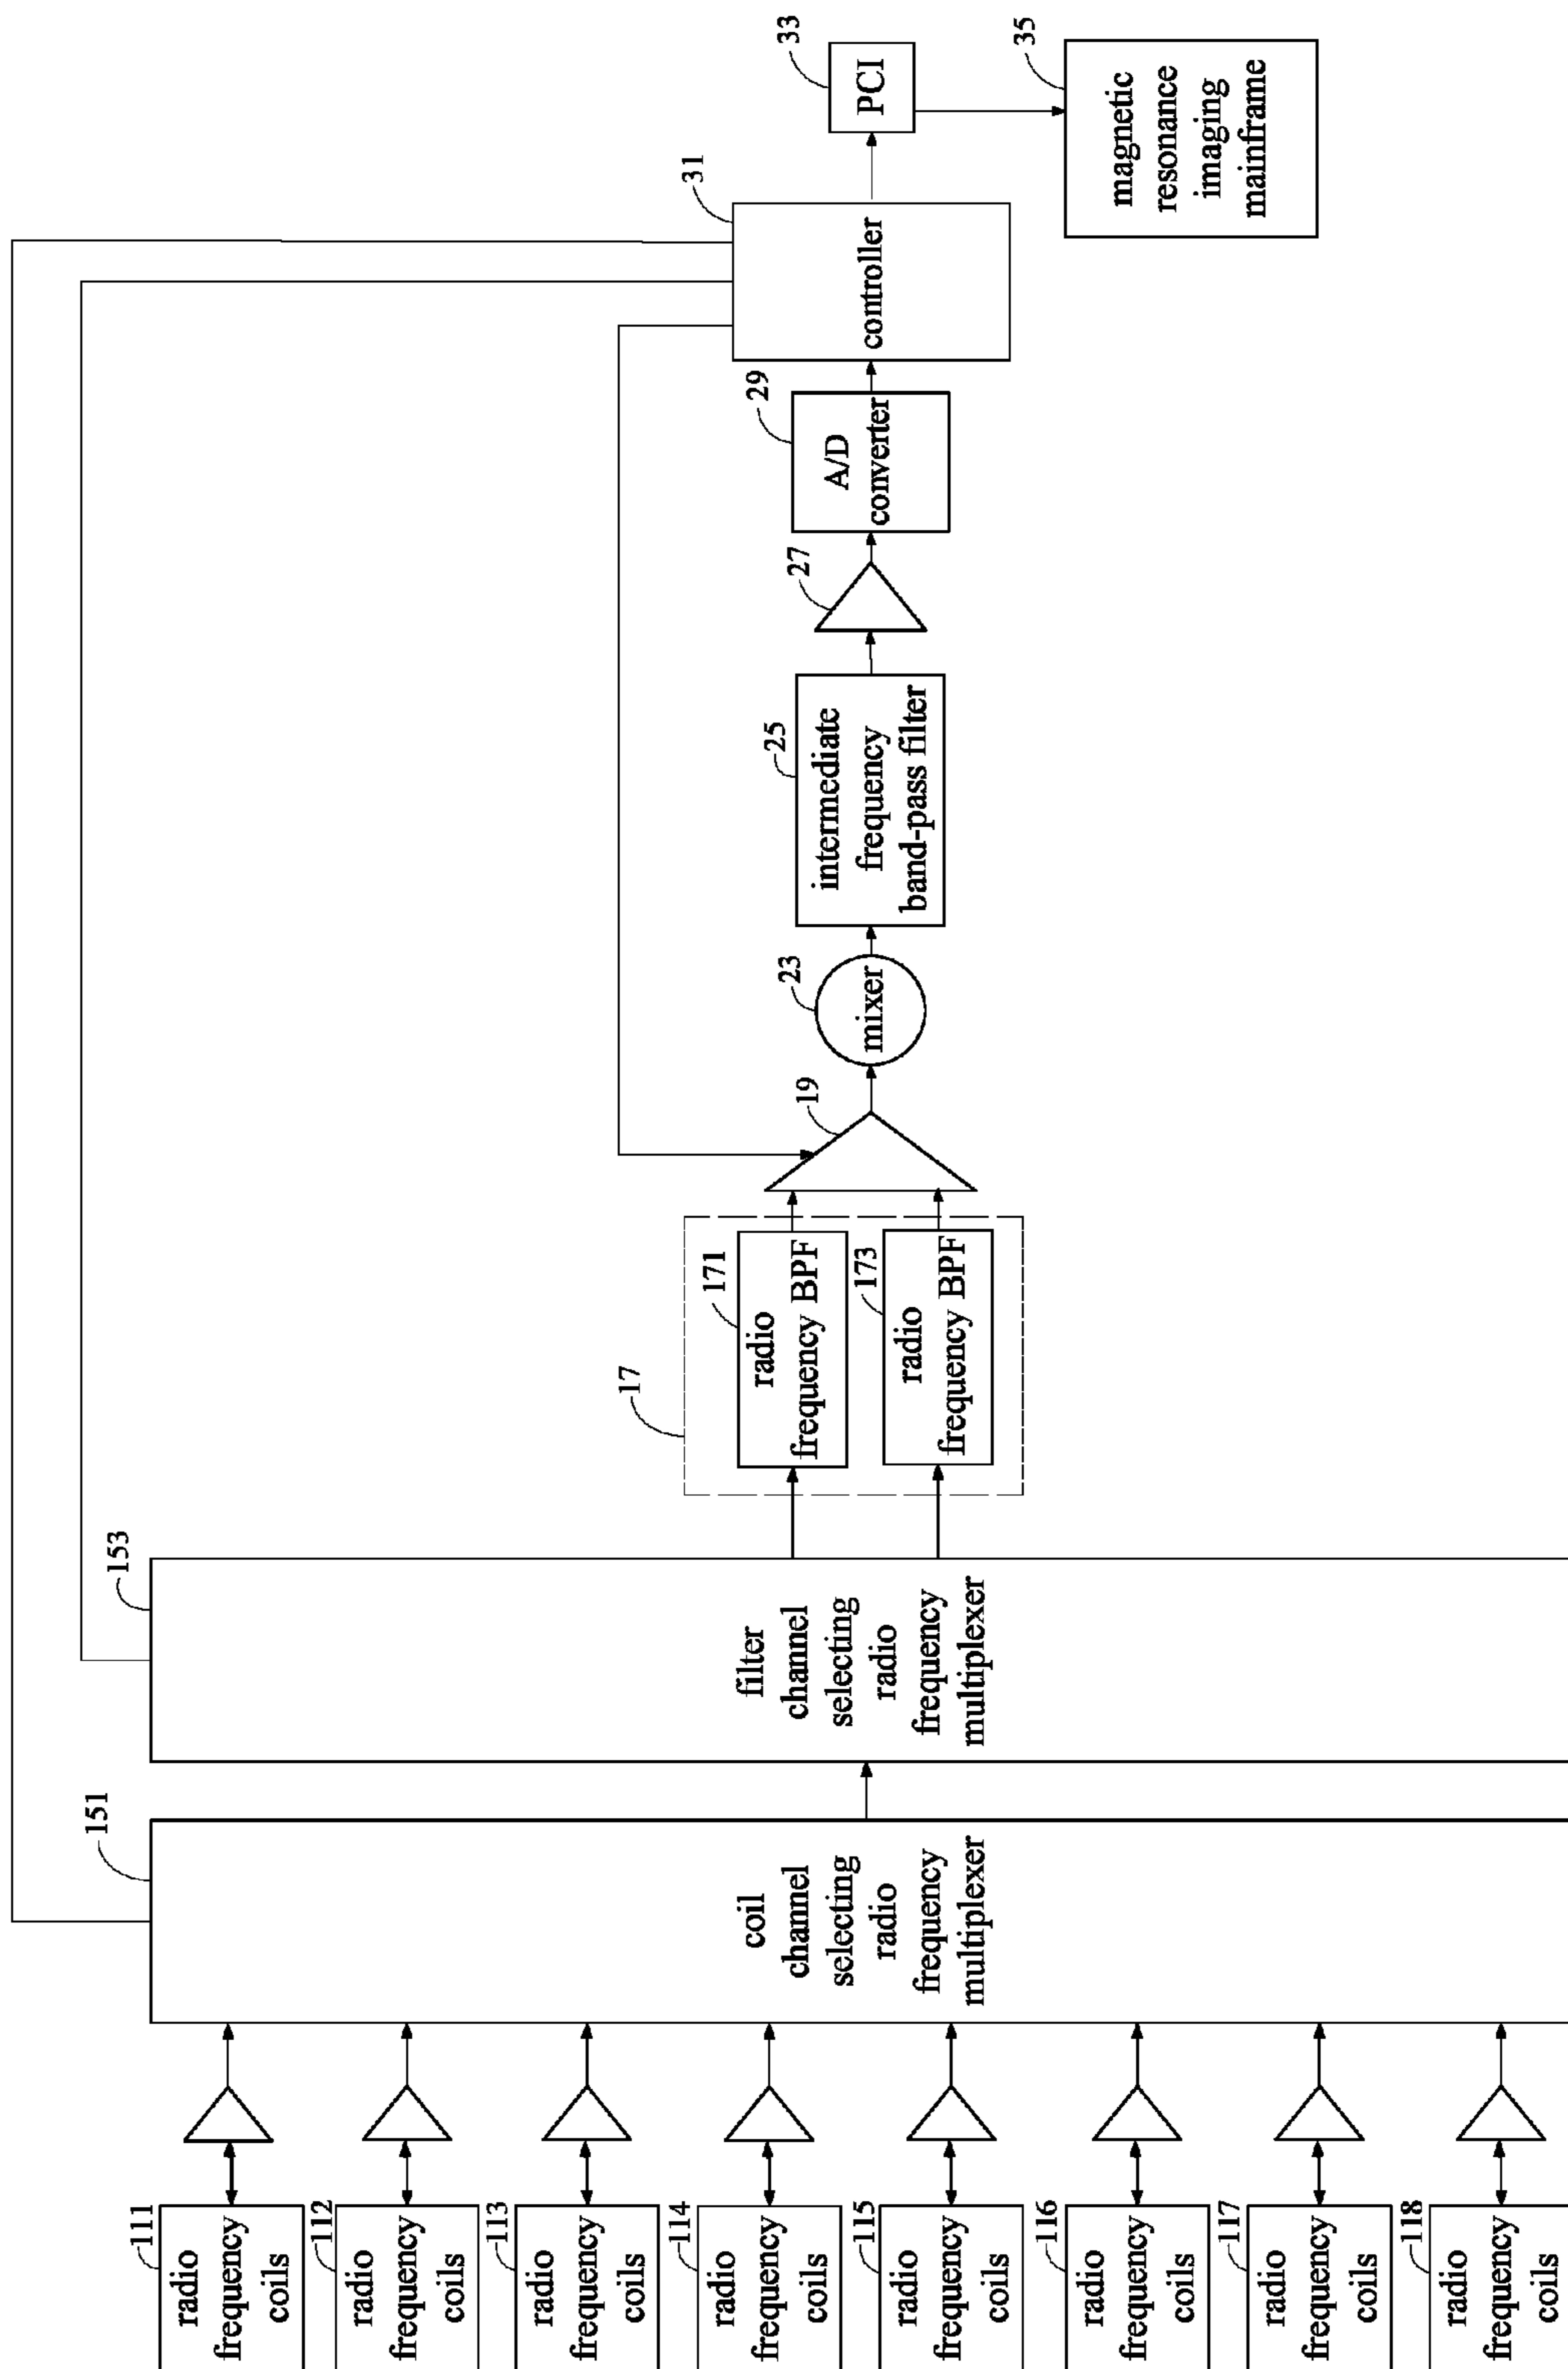 111
radio
frequency
coils
112
radio
frequency
coils
113
radio
frequency
coils
114
radio
frequency
coils
115
radio
frequency
coils
116
radio
frequency
coils
117
radio
frequency
coils
118
radio
frequency
coils
151
coil
channel
selecting
radio
frequency
multiplexer
153
filter
channel
selecting
radio
frequency
multiplexer
17
171
radio
frequency BPF
173
radio
frequency BPF
19
23
mixer
25
intermediate
frequency
band-pass filter
27
29
A/D
converter
31
controller
33
PCI
35
magnetic
resonance
imaging
mainframe